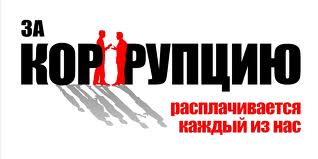 ЗА
КОРРУПЦИЮ
расплачивается
каждый из нас